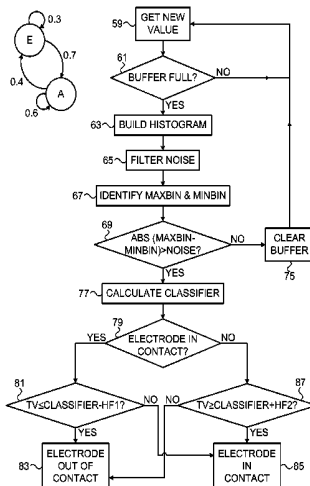 0.3
E
0.7
0.4
A
0.6
59
GET NEW
VALUE
61
BUFFER FULL?
NO
YES
63
BUILD HISTOGRAM
65
FILTER NOISE
67
IDENTIFY MAXBIN & MINBIN
69
ABS (MAXBIN-
MINBIN)>NOISE?
NO
CLEAR
BUFFER
75
YES
77
CALCULATE CLASSIFIER
79
YES
ELECTRODE IN
CONTACT?
NO
81
TV≤CLASSIFIER-HF1?
NO
NO
87
TV≥CLASSIFIER+HF2?
YES
YES
83
ELECTRODE
OUT OF
CONTACT
ELECTRODE
IN
CONTACT
85